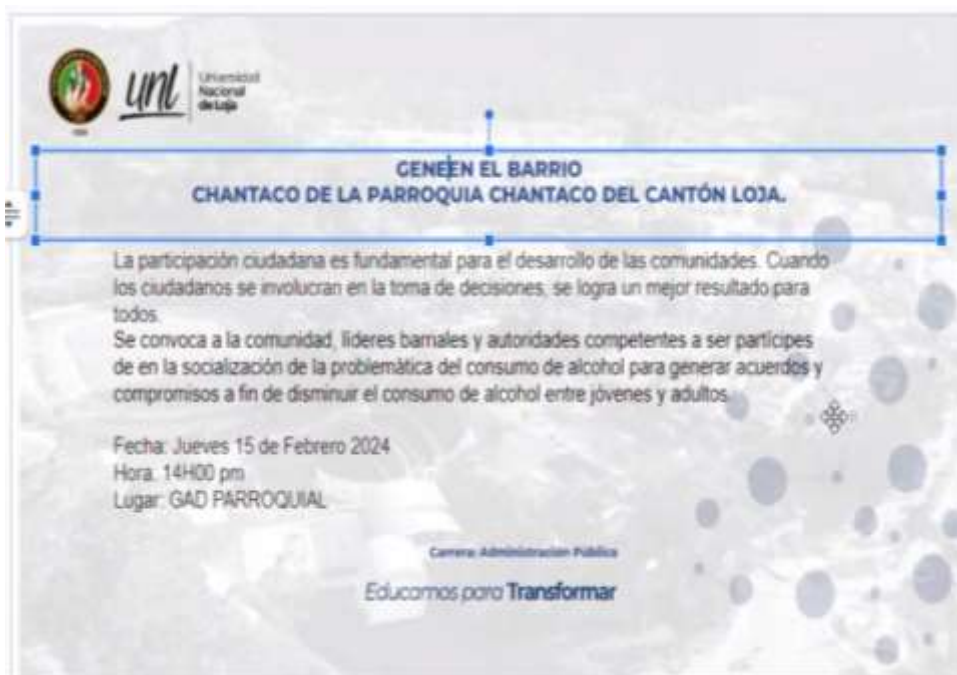 unl
Universidad
Nacional
de Loja
GENEEN EL BARRIO
CHANTACO DE LA PARROQUIA CHANTACO DEL CANTÓN LOJA.
La participación ciudadana es fundamental para el desarrollo de las comunidades. Cuando
los ciudadanos se involucran en la toma de decisiones, se logra un mejor resultado para
todos.
Se convoca a la comunidad, líderes barriales y autoridades competentes a ser partícipes
de en la socialización de la problemática del consumo de alcohol para generar acuerdos y
compromisos a fin de disminuir el consumo de alcohol entre jóvenes y adultos.
Fecha: Jueves 15 de Febrero 2024
Hora: 14H00 pm
Lugar: GAD PARROQUIAL
Carrera: Administración Pública
Educamos para Transformar